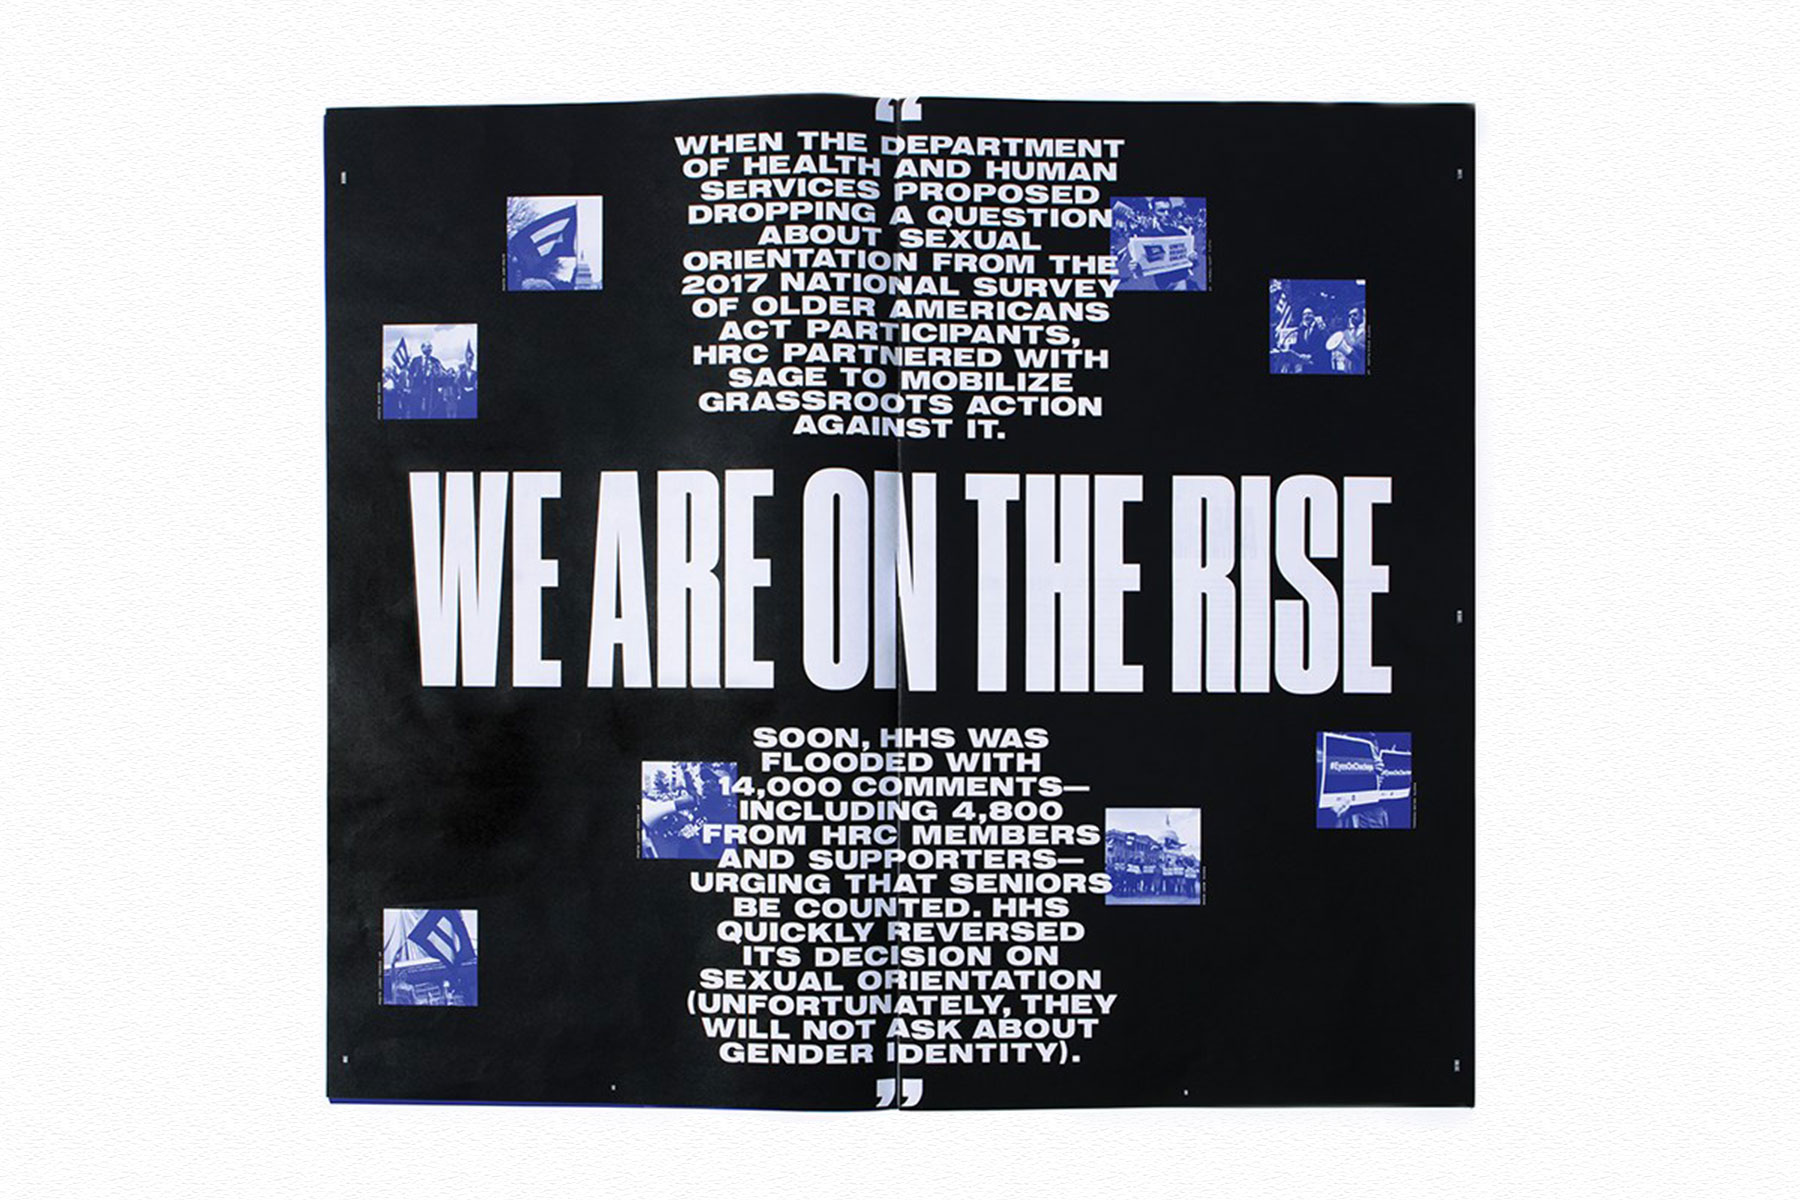 “
WHEN THE DEPARTMENT
OF HEALTH AND HUMAN
SERVICES PROPOSED
DROPPING A QUESTION
ABOUT SEXUAL
ORIENTATION FROM THE
2017 NATIONAL SURVEY
OF OLDER AMERICANS
ACT PARTICIPANTS,
HRC PARTNERED WITH
SAGE TO MOBILIZE
GRASSROOTS ACTION
AGAINST IT.
WE ARE ON THE RISE
SOON, HHS WAS
FLOODED WITH
14,000 COMMENTS—
INCLUDING 4,800
FROM HRC MEMBERS
AND SUPPORTERS—
URGING THAT SENIORS
BE COUNTED. HHS
QUICKLY REVERSED
ITS DECISION ON
SEXUAL ORIENTATION
(UNFORTUNATELY, THEY
WILL NOT ASK ABOUT
GENDER IDENTITY).
”